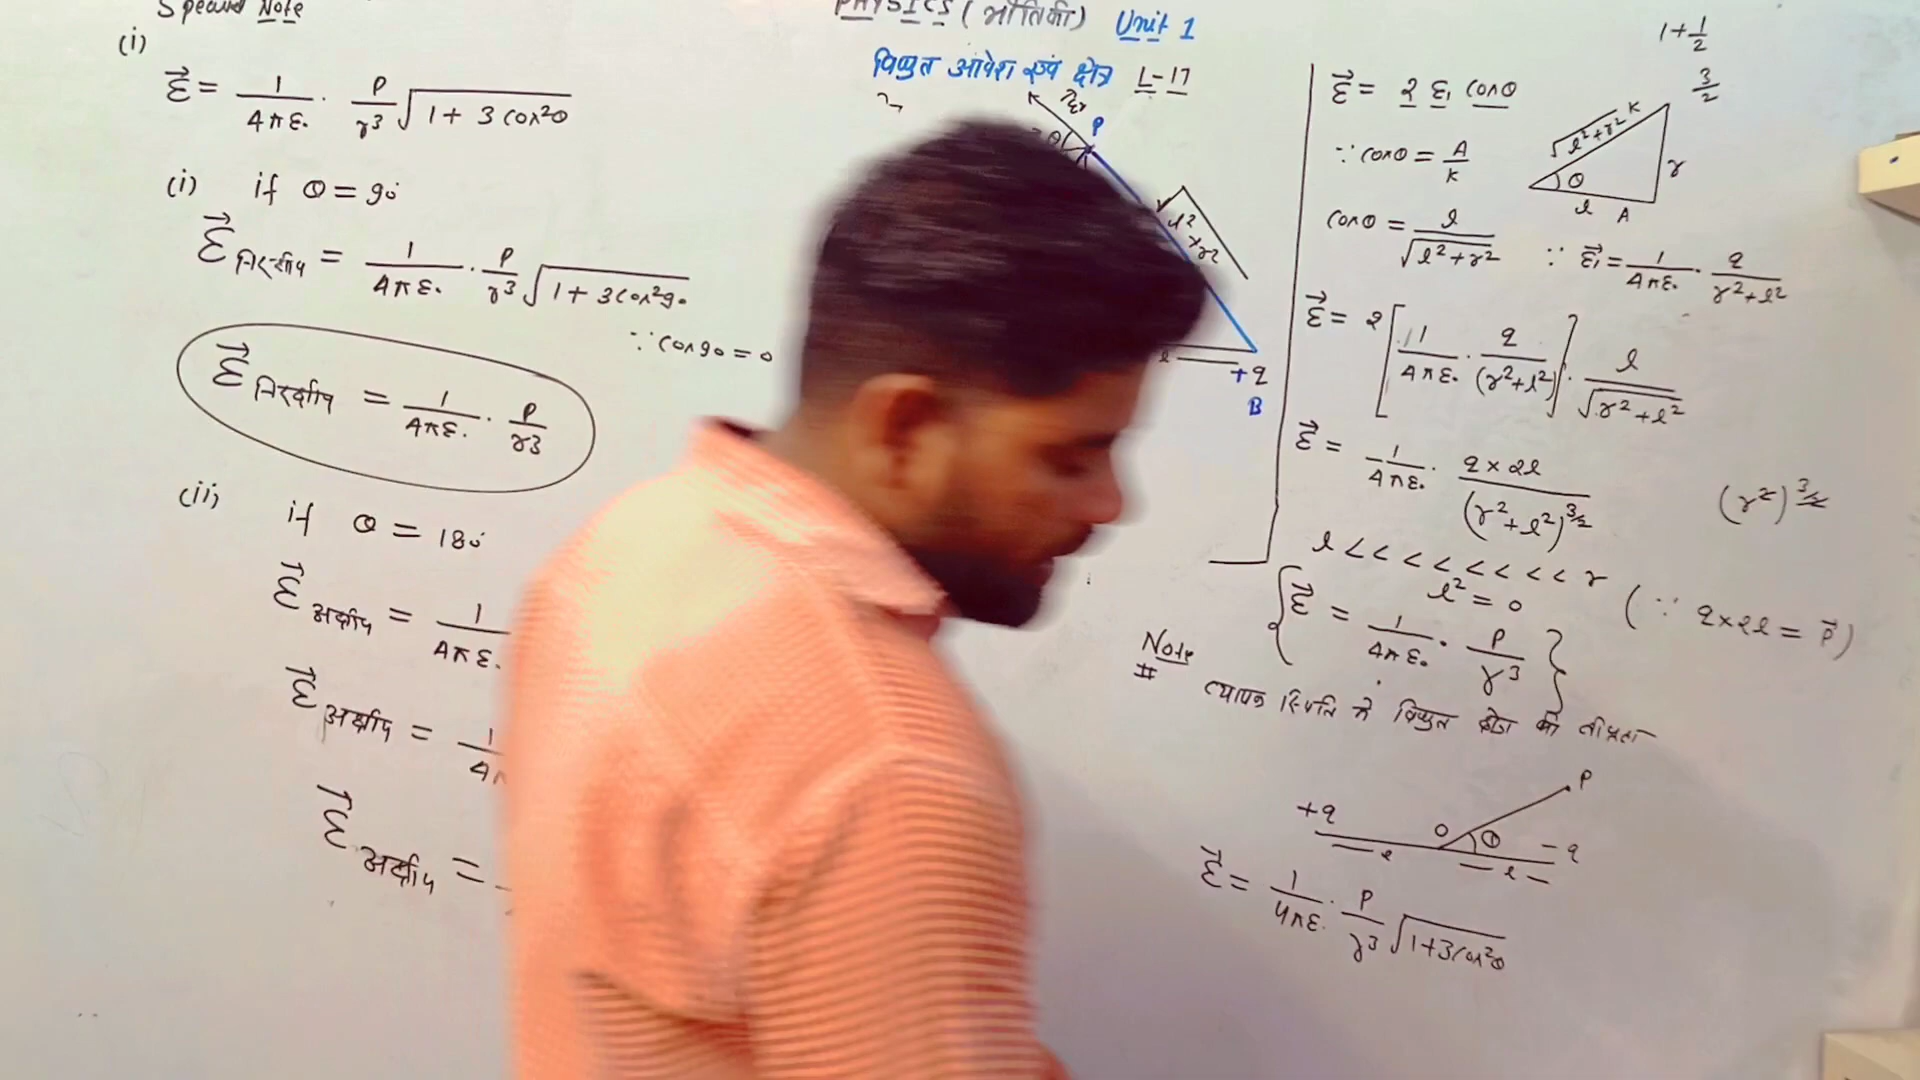 Special Note
(i)
E⃗ = 1/4πε₀ · P/r³ √(1 + 3cos²θ)
(i) if θ = 90°
E⃗ निरक्षीय = 1/4πε₀ · P/r³ √(1 + 3cos²90°)
∵ cos90 = 0
E⃗ निरक्षीय = 1/4πε₀ · P/r³
(ii) if θ = 180°
E⃗ अक्षीय = 1/4πε₀
E⃗ अक्षीय = 1
E⃗ अक्षीय =
PHYSICS (भौतिकी) Unit 1
विद्युत आवेश एवं क्षेत्र L-17
θ
P
√l²+r²
l
+q
B
E⃗ = 2 E₁ cosθ
1+1/2
3/2
∵ cosθ = A/K
√l²+r² K
r
θ
l A
cosθ = l/√(l²+r²) ∵ E⃗₁ = 1/4πε₀ · q/(r²+l²)
E⃗ = 2[1/4πε₀ · q/(r²+l²)] · l/√(r²+l²)
E⃗ = 1/4πε₀ · q×2l/(r²+l²)^3/2
(r²)^3/2
l <<<<<<<< r
l² = 0
{E⃗ = 1/4πε₀ · P/r³}
(∵ q×2l = P⃗)
Note
# व्यापक स्थिति में विद्युत क्षेत्र की तीव्रता
P
+q O θ -q
l l
E⃗ = 1/4πε₀ · P/r³ √(1+3cos²θ)